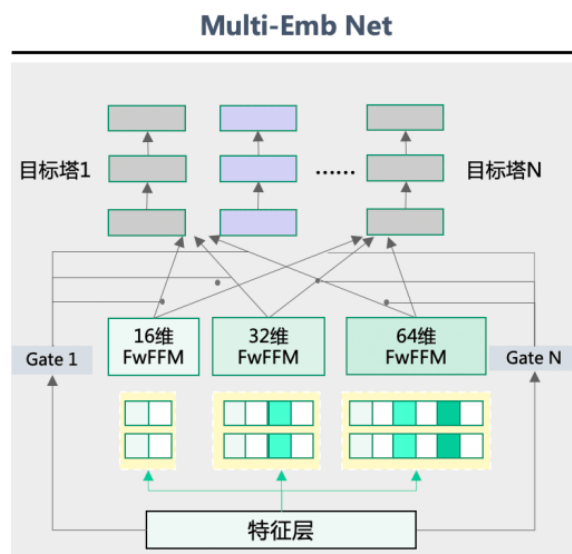 Multi-Emb Net
目标塔1
......
目标塔N
16维
FwFFM
32维
FwFFM
64维
FwFFM
Gate 1
Gate N
特征层